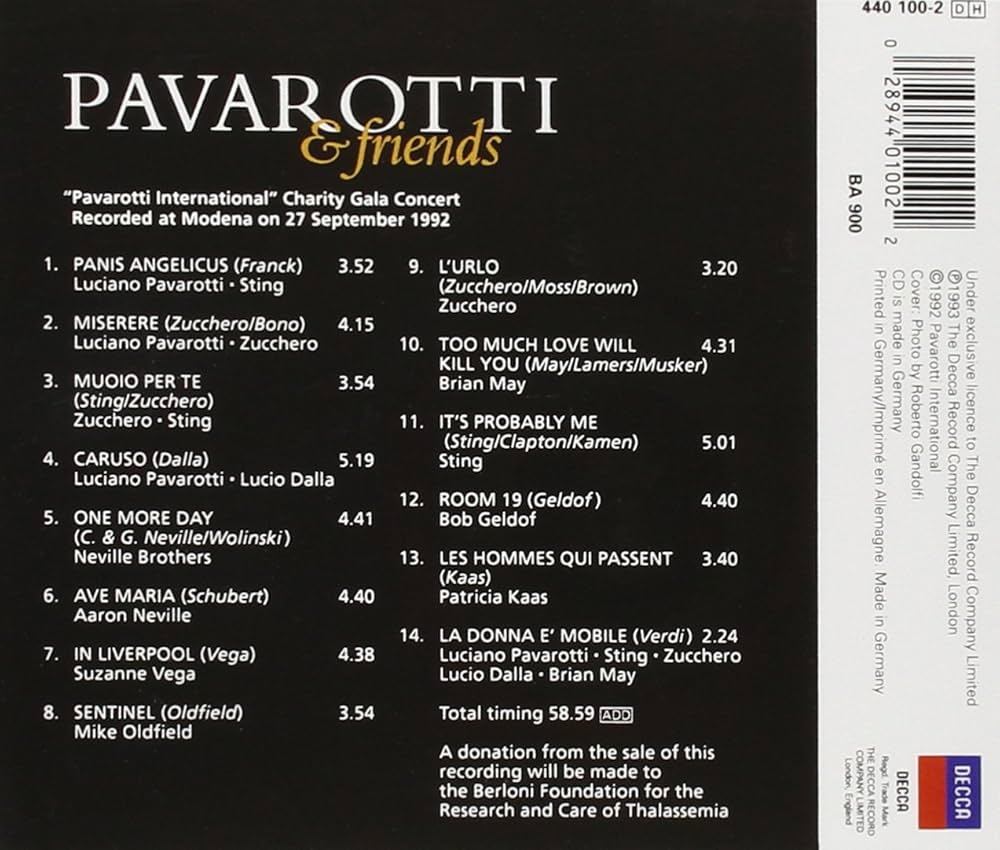 PAVAROTTI
& friends
"Pavarotti International" Charity Gala Concert
Recorded at Modena on 27 September 1992
1. PANIS ANGELICUS (Franck) 3.52
Luciano Pavarotti · Sting
2. MISERERE (Zucchero/Bono) 4.15
Luciano Pavarotti · Zucchero
3. MUOIO PER TE 3.54
(Sting/Zucchero)
Zucchero · Sting
4. CARUSO (Dalla) 5.19
Luciano Pavarotti · Lucio Dalla
5. ONE MORE DAY 4.41
(C. & G. Neville/Wolinski)
Neville Brothers
6. AVE MARIA (Schubert) 4.40
Aaron Neville
7. IN LIVERPOOL (Vega) 4.38
Suzanne Vega
8. SENTINEL (Oldfield) 3.54
Mike Oldfield
9. L'URLO 3.20
(Zucchero/Moss/Brown)
Zucchero
10. TOO MUCH LOVE WILL 4.31
KILL YOU (May/Lamers/Musker)
Brian May
11. IT'S PROBABLY ME
(Sting/Clapton/Kamen) 5.01
Sting
12. ROOM 19 (Geldof) 4.40
Bob Geldof
13. LES HOMMES QUI PASSENT 3.40
(Kaas)
Patricia Kaas
14. LA DONNA E' MOBILE (Verdi) 2.24
Luciano Pavarotti · Sting · Zucchero
Lucio Dalla · Brian May
Total timing 58.59 ADD
A donation from the sale of this
recording will be made to
the Berloni Foundation for the
Research and Care of Thalassemia
440 100-2 DH
0 28944 01002 2
BA 900
Under exclusive licence to The Decca Record Company Limited
℗1993 The Decca Record Company Limited, London
©1992 Pavarotti International
Cover: Photo by Roberto Gandolfi
CD is made in Germany
Printed in Germany/Imprimé en Allemagne. Made in Germany
DECCA
DECCA
Regd. Trade Mark
THE DECCA RECORD
COMPANY LIMITED
London, England